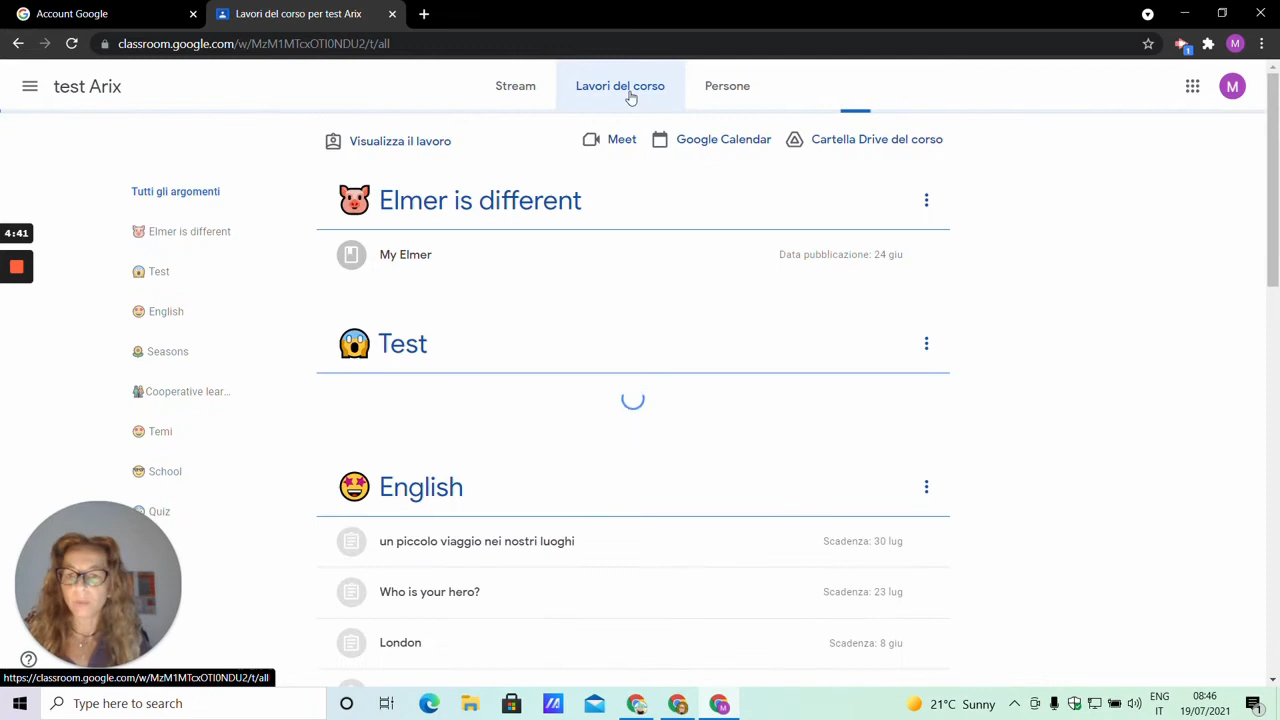 Account Google
Lavori del corso per test Arix
classroom.google.com/w/MzM1MTcxOTI0NDU2/t/all
M
test Arix
Stream
Lavori del corso
Persone
M
Visualizza il lavoro
Meet
Google Calendar
Cartella Drive del corso
Tutti gli argomenti
Elmer is different
Test
English
Seasons
Cooperative lear...
Temi
School
Quiz
4:41
Elmer is different
My Elmer
Data pubblicazione: 24 giu
Test
English
un piccolo viaggio nei nostri luoghi
Scadenza: 30 lug
Who is your hero?
Scadenza: 23 lug
London
Scadenza: 8 giu
https://classroom.google.com/w/MzM1MTcxOTI0NDU2/t/all
Type here to search
21°C Sunny
ENG
IT
08:46
19/07/2021